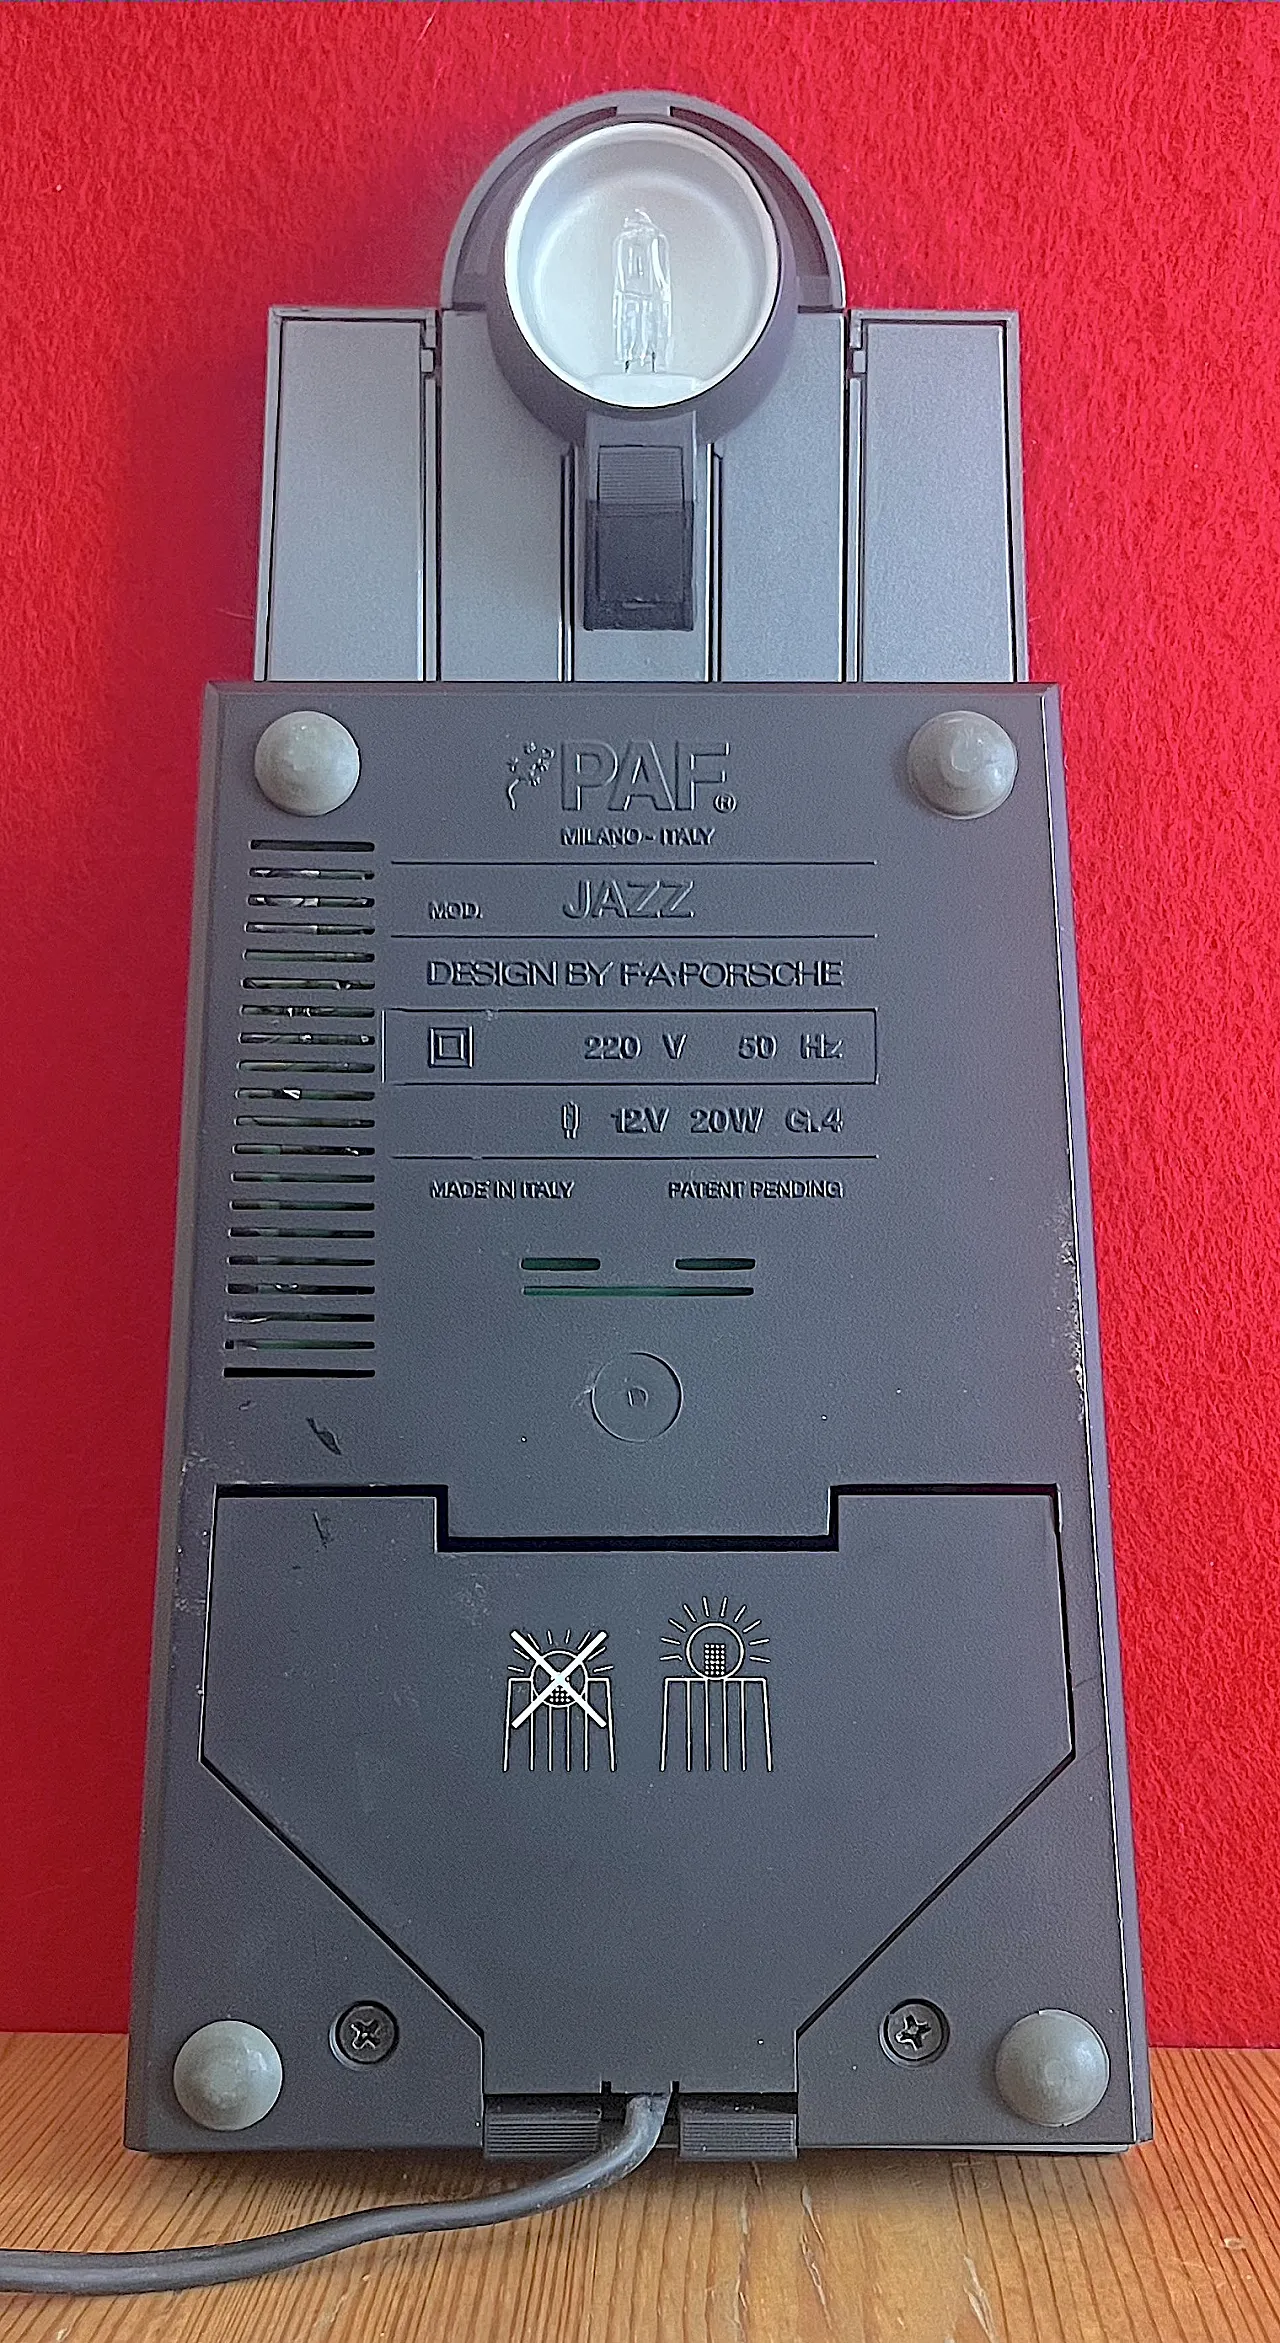 PAF®
MILANO - ITALY
MOD. JAZZ
DESIGN BY F·A·PORSCHE
220 V 50 Hz
12V 20W G.4
MADE IN ITALY PATENT PENDING
D